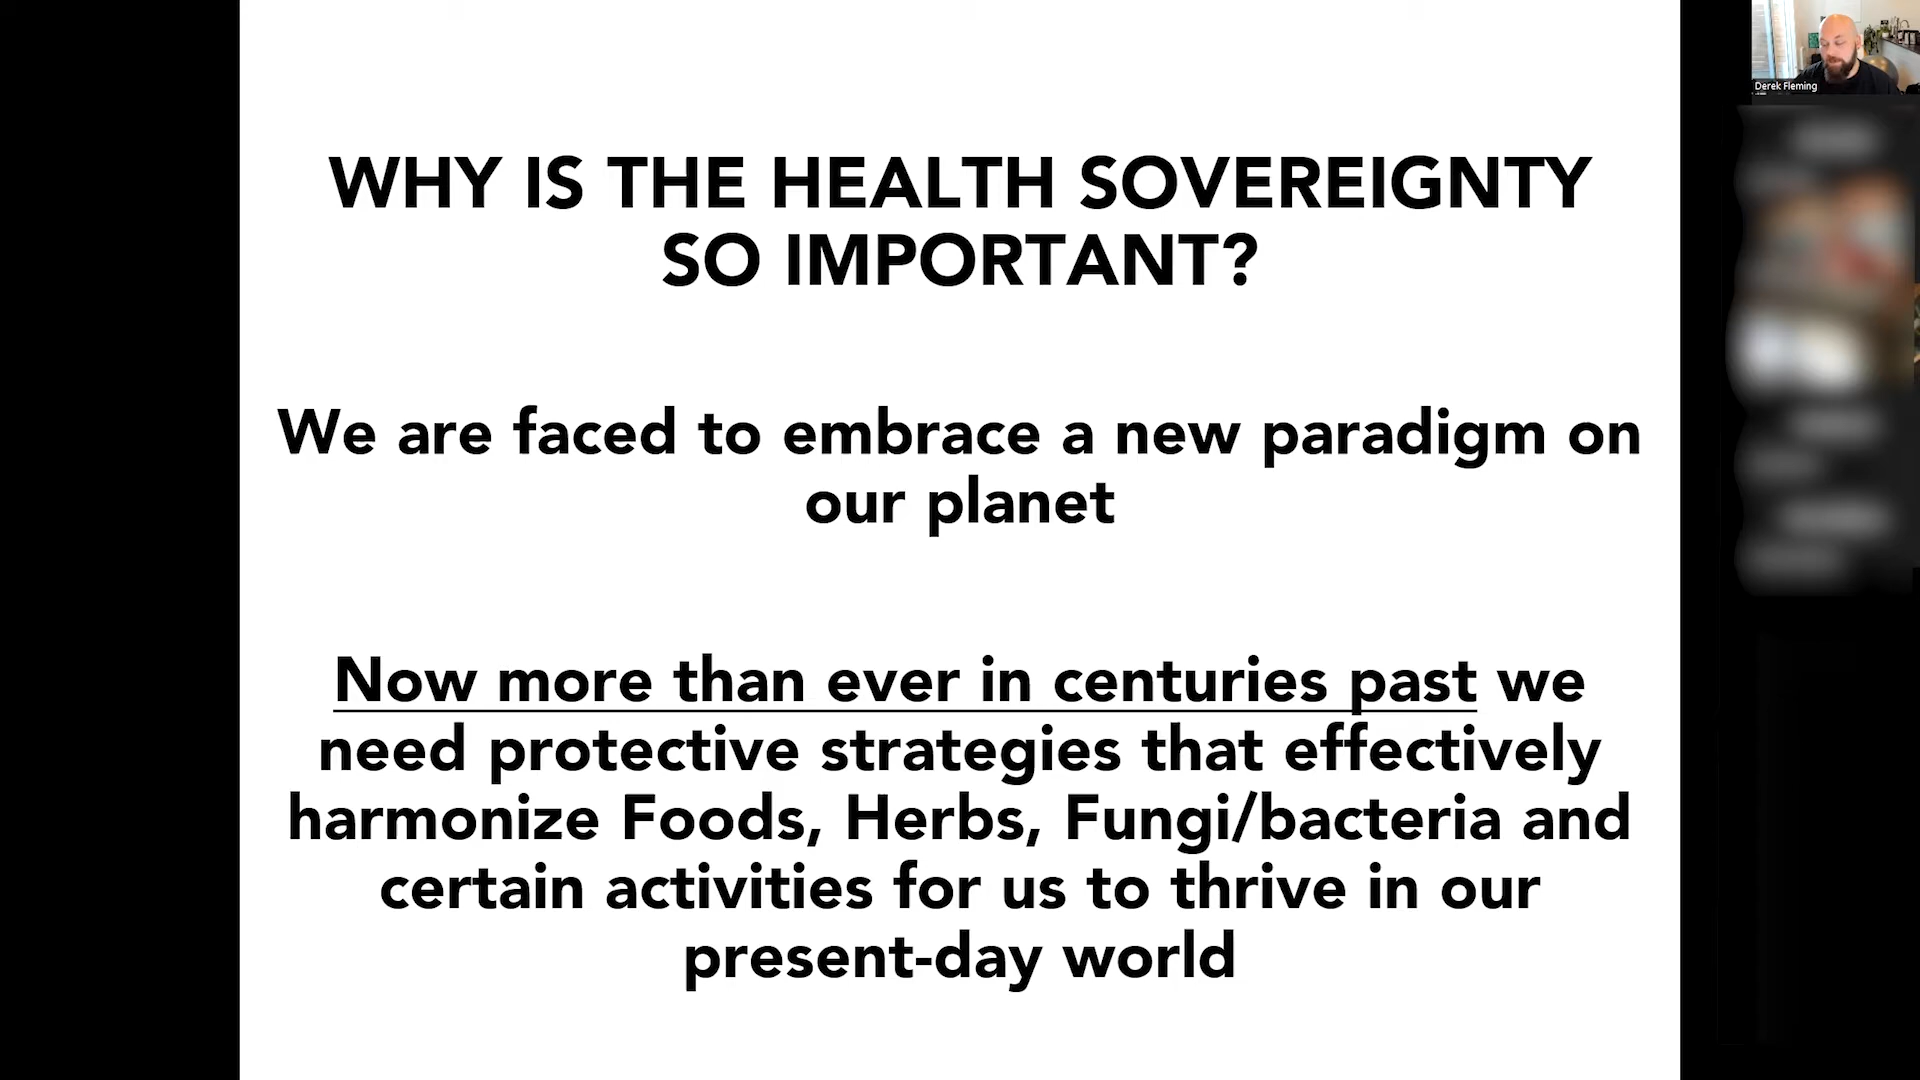 WHY IS THE HEALTH SOVEREIGNTY
SO IMPORTANT?
We are faced to embrace a new paradigm on
our planet
Now more than ever in centuries past we
need protective strategies that effectively
harmonize Foods, Herbs, Fungi/bacteria and
certain activities for us to thrive in our
present-day world
Derek Fleming